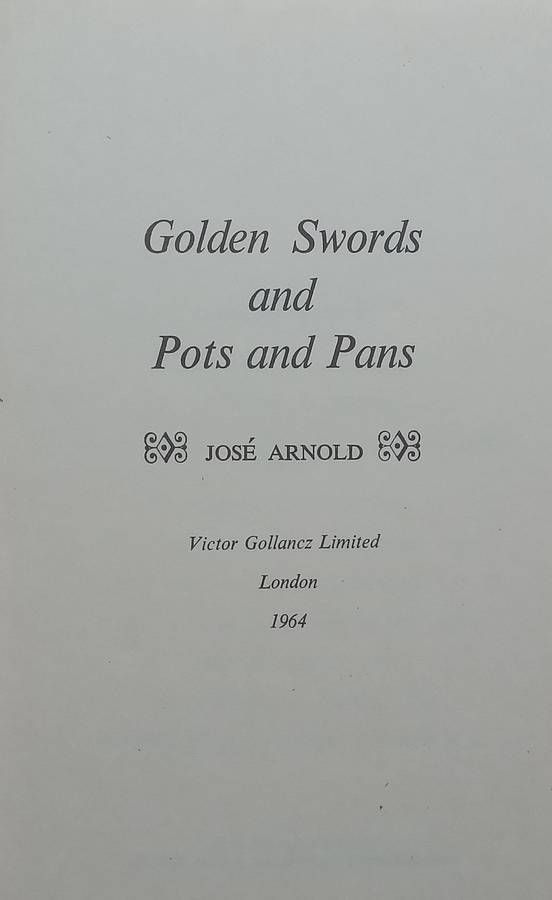 Golden Swords
and
Pots and Pans
JOSÉ ARNOLD
Victor Gollancz Limited
London
1964